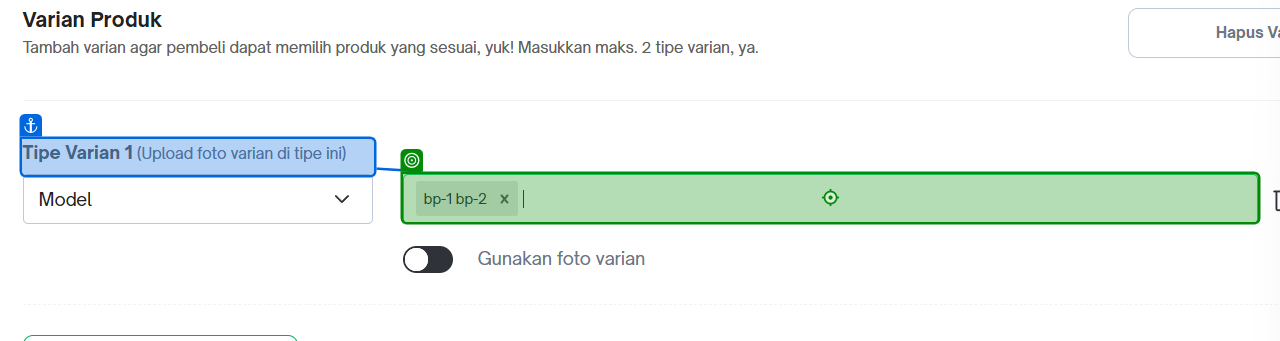 Varian Produk
Tambah varian agar pembeli dapat memilih produk yang sesuai, yuk! Masukkan maks. 2 tipe varian, ya.
Hapus Va
Tipe Varian 1 (Upload foto varian di tipe ini)
Model
bp-1 bp-2 x
Gunakan foto varian